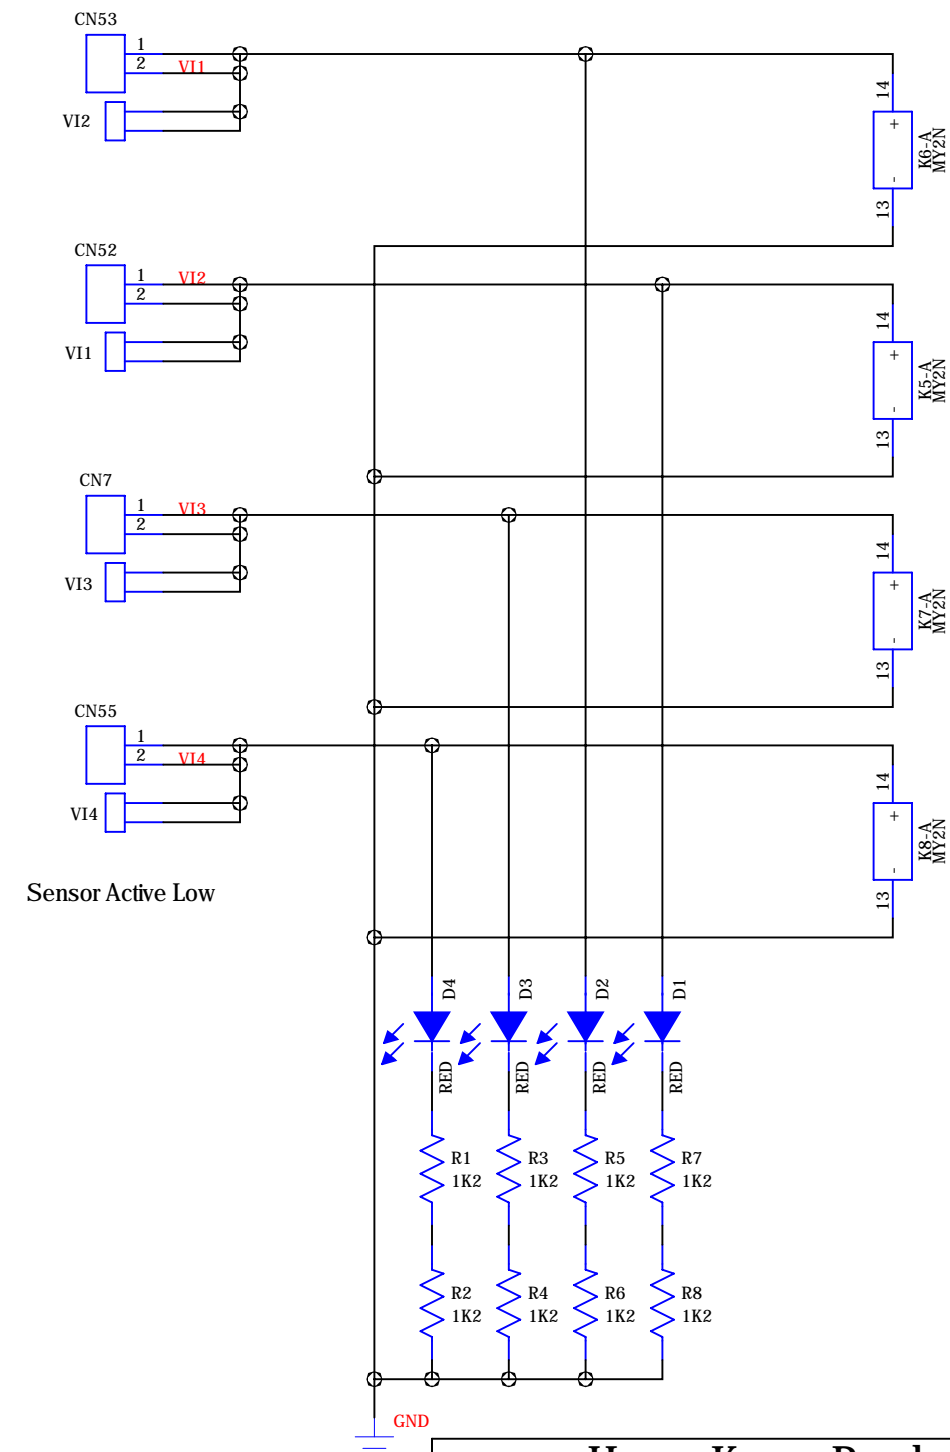 CN53
1
2
VI1
VI2
14
+
-
13
K6-A
MY2N
CN52
1
2
VI2
VI1
14
+
-
13
K5-A
MY2N
CN7
1
2
VI3
VI3
14
+
-
13
K7-A
MY2N
CN55
1
2
VI4
VI4
14
+
-
13
K8-A
MY2N
Sensor Active Low
D4
D3
D2
D1
RED
RED
RED
RED
R1
1K2
R3
1K2
R5
1K2
R7
1K2
R2
1K2
R4
1K2
R6
1K2
R8
1K2
GND